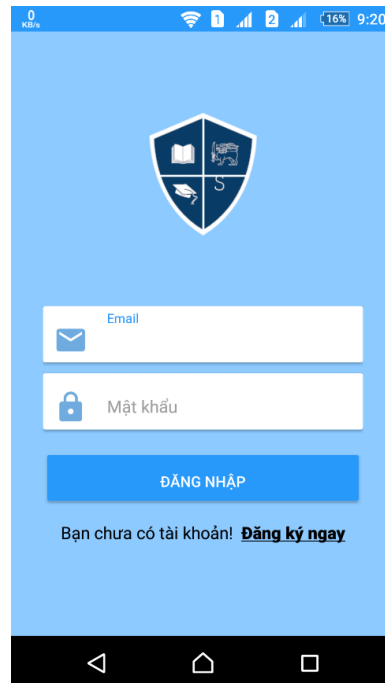 0
KB/s
1 2 16% 9:20
S
Email
Mật khẩu
ĐĂNG NHẬP
Bạn chưa có tài khoản! Đăng ký ngay